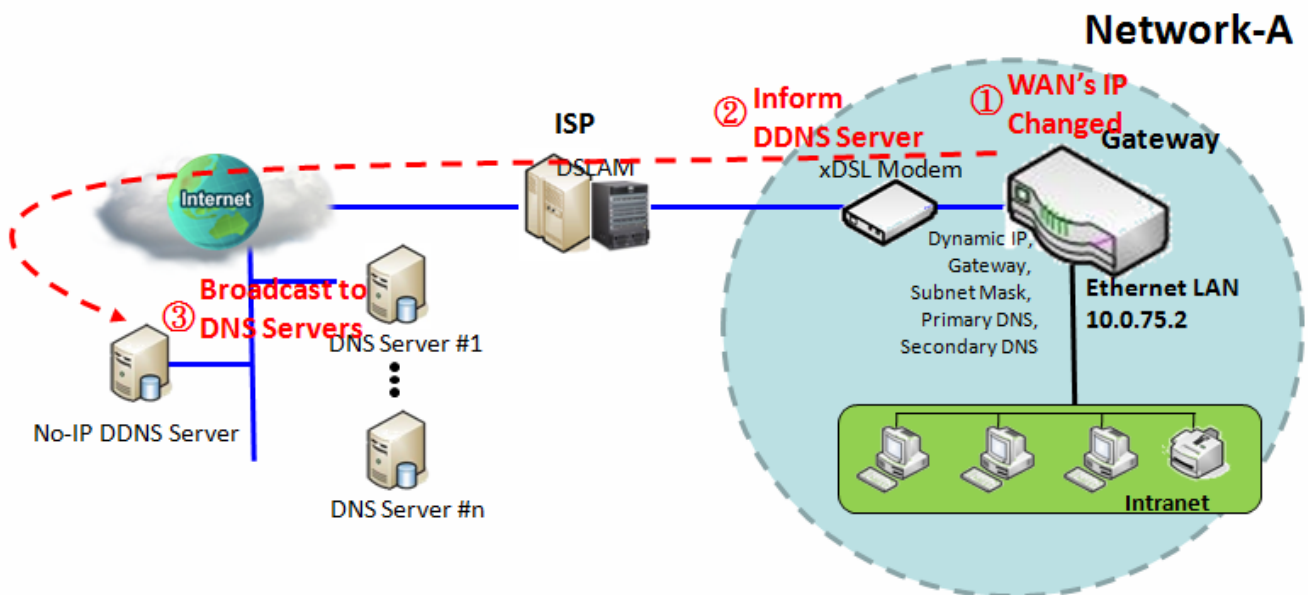 Network-A
① WAN's IP
Changed
② Inform
DDNS Server
ISP
DSLAM
xDSL Modem
Gateway
Internet
Dynamic IP,
Gateway,
Subnet Mask,
Primary DNS,
Secondary DNS
Ethernet LAN
10.0.75.2
③ Broadcast to
DNS Servers
DNS Server #1
No-IP DDNS Server
DNS Server #n
Intranet